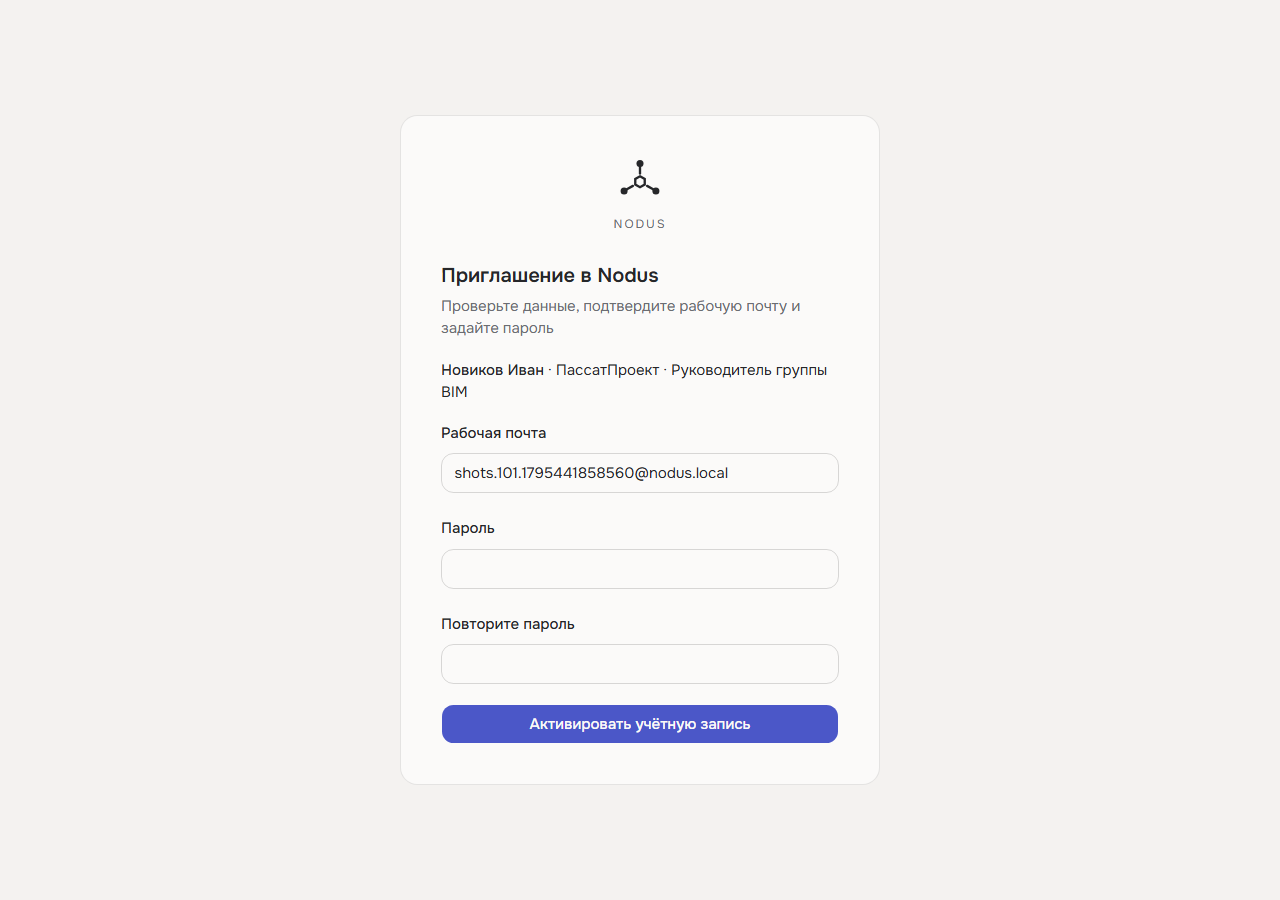 NODUS
Приглашение в Nodus
Проверьте данные, подтвердите рабочую почту и
задайте пароль
Новиков Иван · ПассатПроект · Руководитель группы
BIM
Рабочая почта
shots.101.1795441858560@nodus.local
Пароль
Повторите пароль
Активировать учётную запись